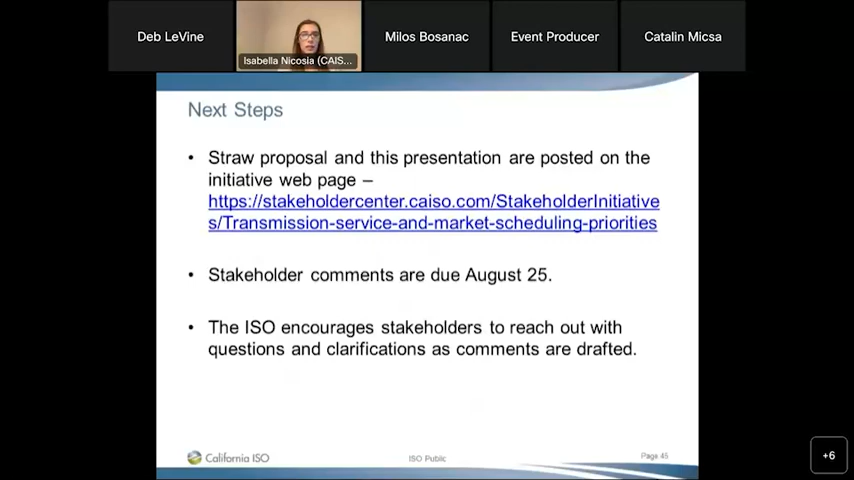 Deb LeVine
Isabella Nicosia (CAIS...
Milos Bosanac
Event Producer
Catalin Micsa
Next Steps
• Straw proposal and this presentation are posted on the
initiative web page –
https://stakeholdercenter.caiso.com/StakeholderInitiative
s/Transmission-service-and-market-scheduling-priorities
• Stakeholder comments are due August 25.
• The ISO encourages stakeholders to reach out with
questions and clarifications as comments are drafted.
California ISO
ISO Public
Page 45
+6